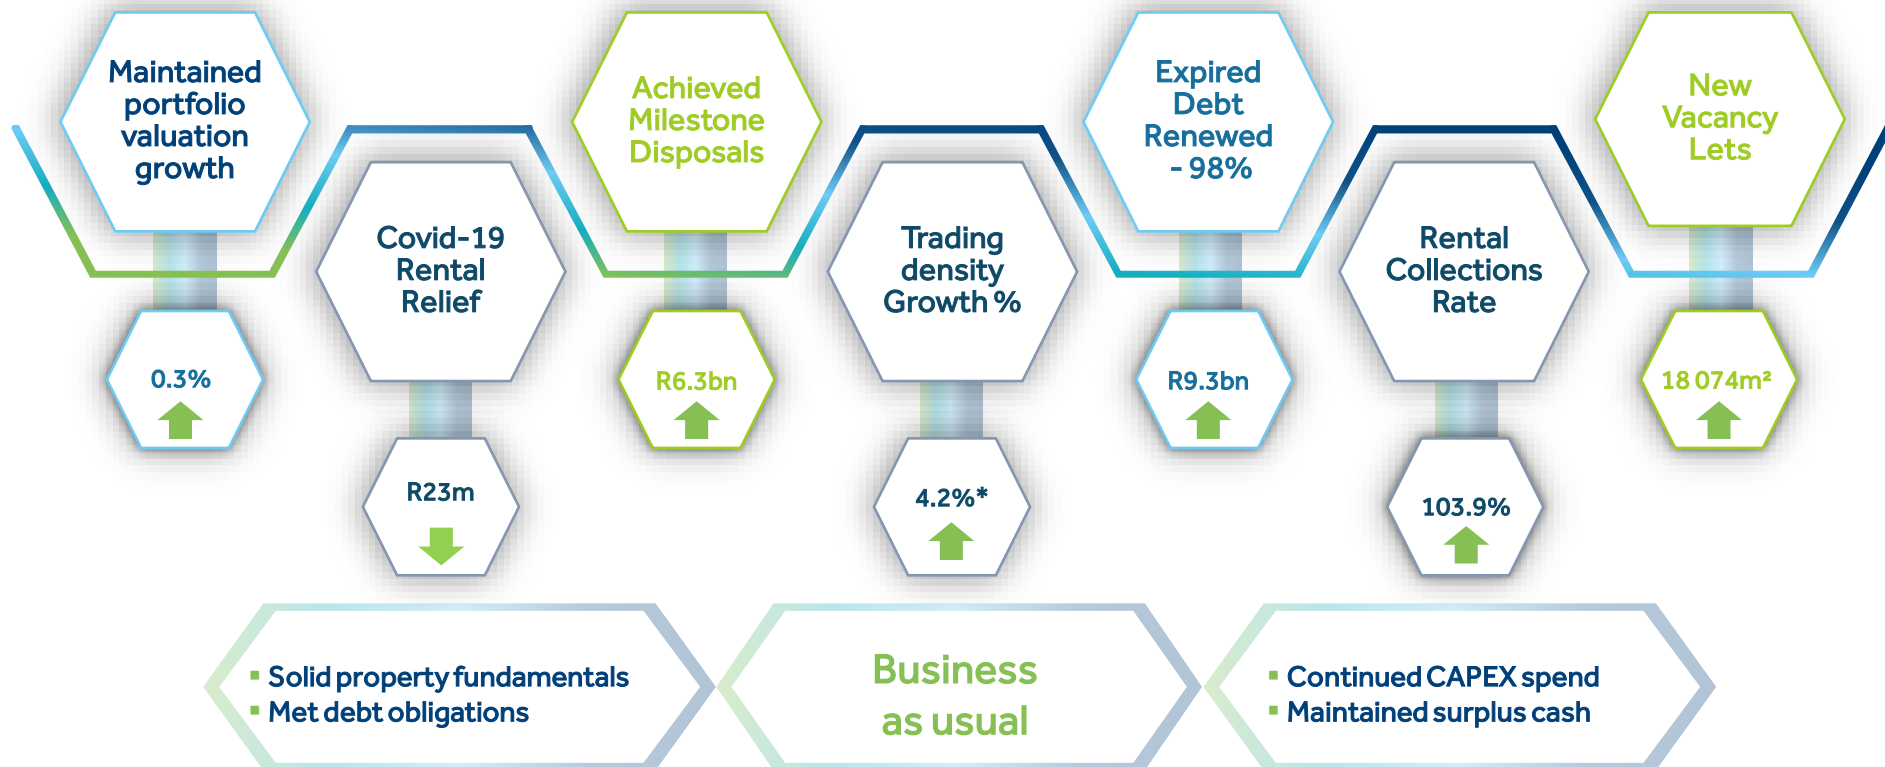 Maintained
portfolio
valuation
growth
0.3%
Covid-19
Rental
Relief
R23m
Achieved
Milestone
Disposals
R6.3bn
Trading
density
Growth %
4.2%*
Expired
Debt
Renewed
- 98%
R9.3bn
Rental
Collections
Rate
103.9%
New
Vacancy
Lets
18 074m²
▪ Solid property fundamentals
▪ Met debt obligations
Business
as usual
▪ Continued CAPEX spend
▪ Maintained surplus cash